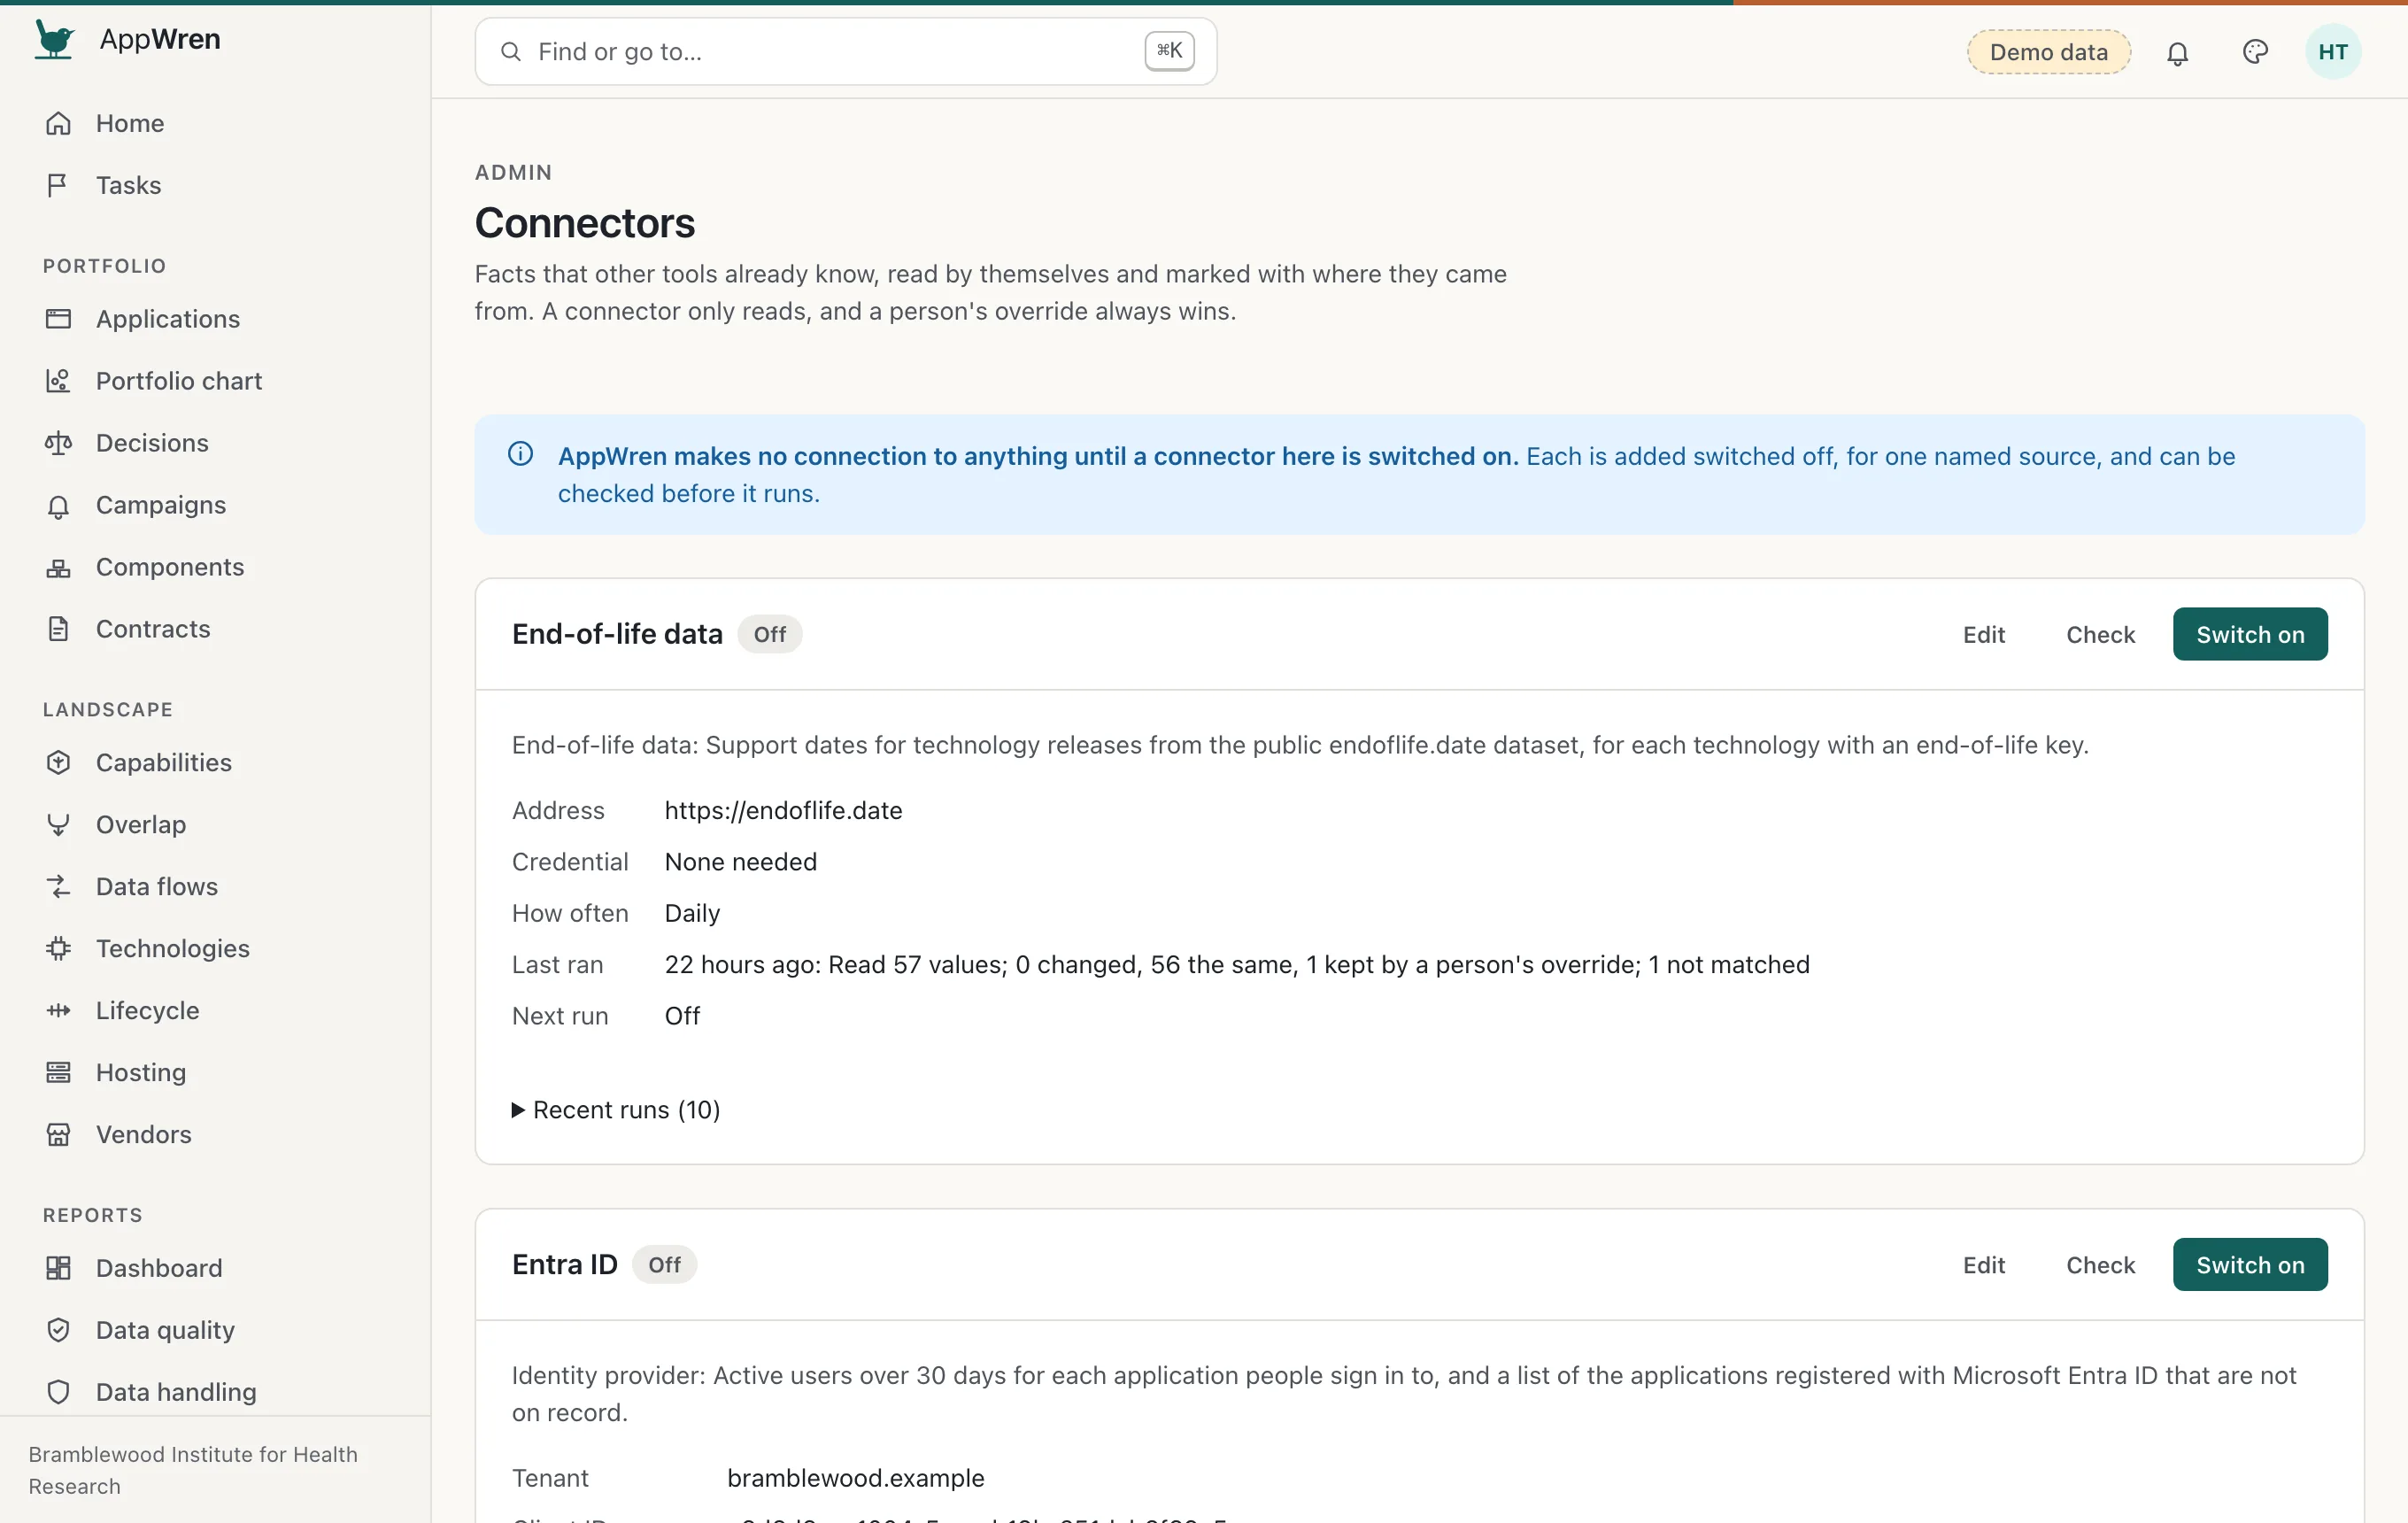 AppWren
Find or go to...
⌘K
Demo data
HT
Home
Tasks
PORTFOLIO
Applications
Portfolio chart
Decisions
Campaigns
Components
Contracts
LANDSCAPE
Capabilities
Overlap
Data flows
Technologies
Lifecycle
Hosting
Vendors
REPORTS
Dashboard
Data quality
Data handling
Bramblewood Institute for Health
Research
ADMIN
Connectors
Facts that other tools already know, read by themselves and marked with where they came
from. A connector only reads, and a person's override always wins.
AppWren makes no connection to anything until a connector here is switched on. Each is added switched off, for one named source, and can be
checked before it runs.
End-of-life data Off
Edit Check Switch on
End-of-life data: Support dates for technology releases from the public endoflife.date dataset, for each technology with an end-of-life key.
Address https://endoflife.date
Credential None needed
How often Daily
Last ran 22 hours ago: Read 57 values; 0 changed, 56 the same, 1 kept by a person's override; 1 not matched
Next run Off
Recent runs (10)
Entra ID Off
Edit Check Switch on
Identity provider: Active users over 30 days for each application people sign in to, and a list of the applications registered with Microsoft Entra ID that are not
on record.
Tenant bramblewood.example
Client ID